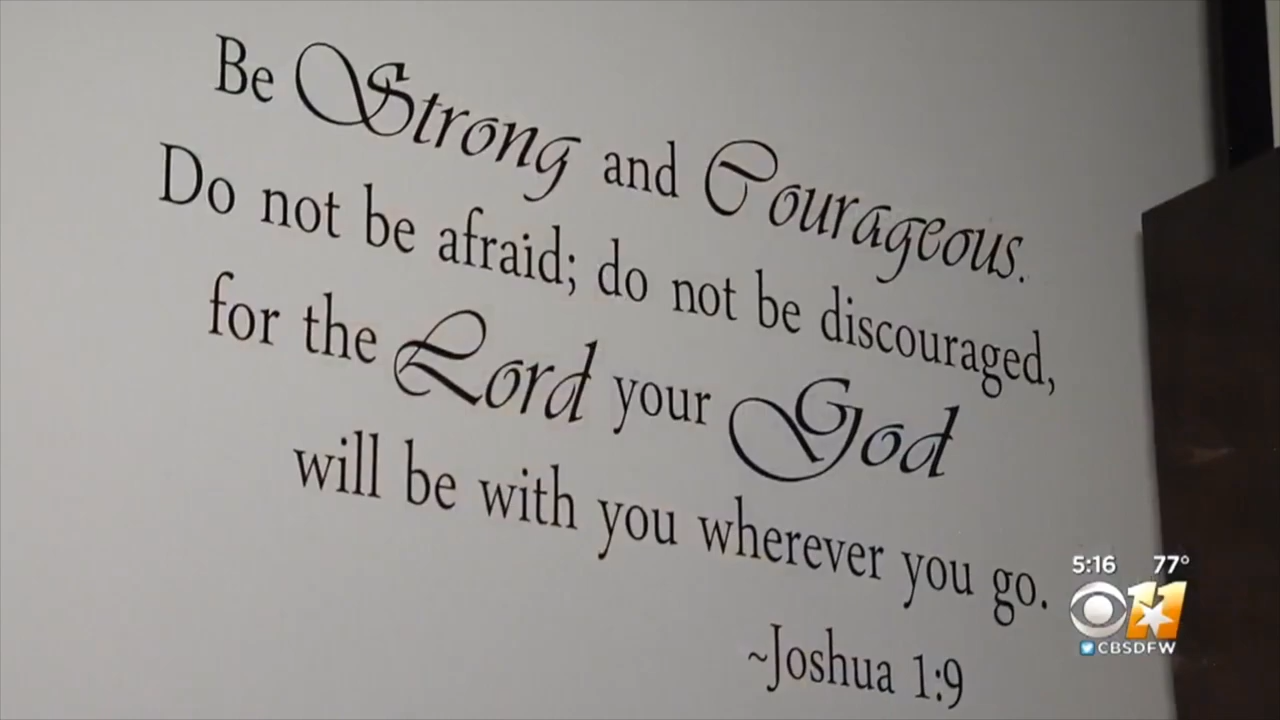 Be Strong and Courageous.
Do not be afraid; do not be discouraged,
for the Lord your God
will be with you wherever you go.
~Joshua 1:9
5:16 77°
11
CBSDFW